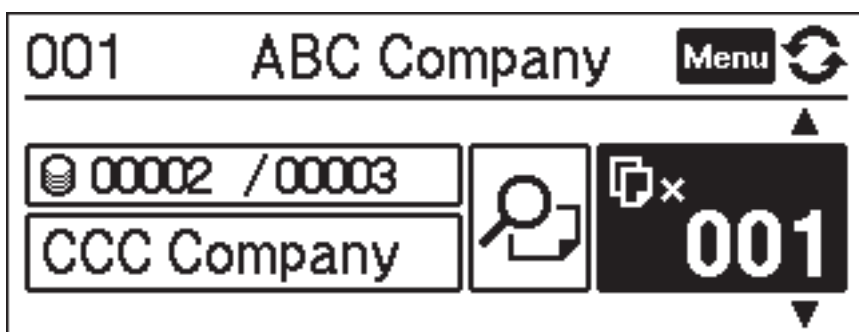 001 ABC Company Menu
00002 /00003
CCC Company
×
001